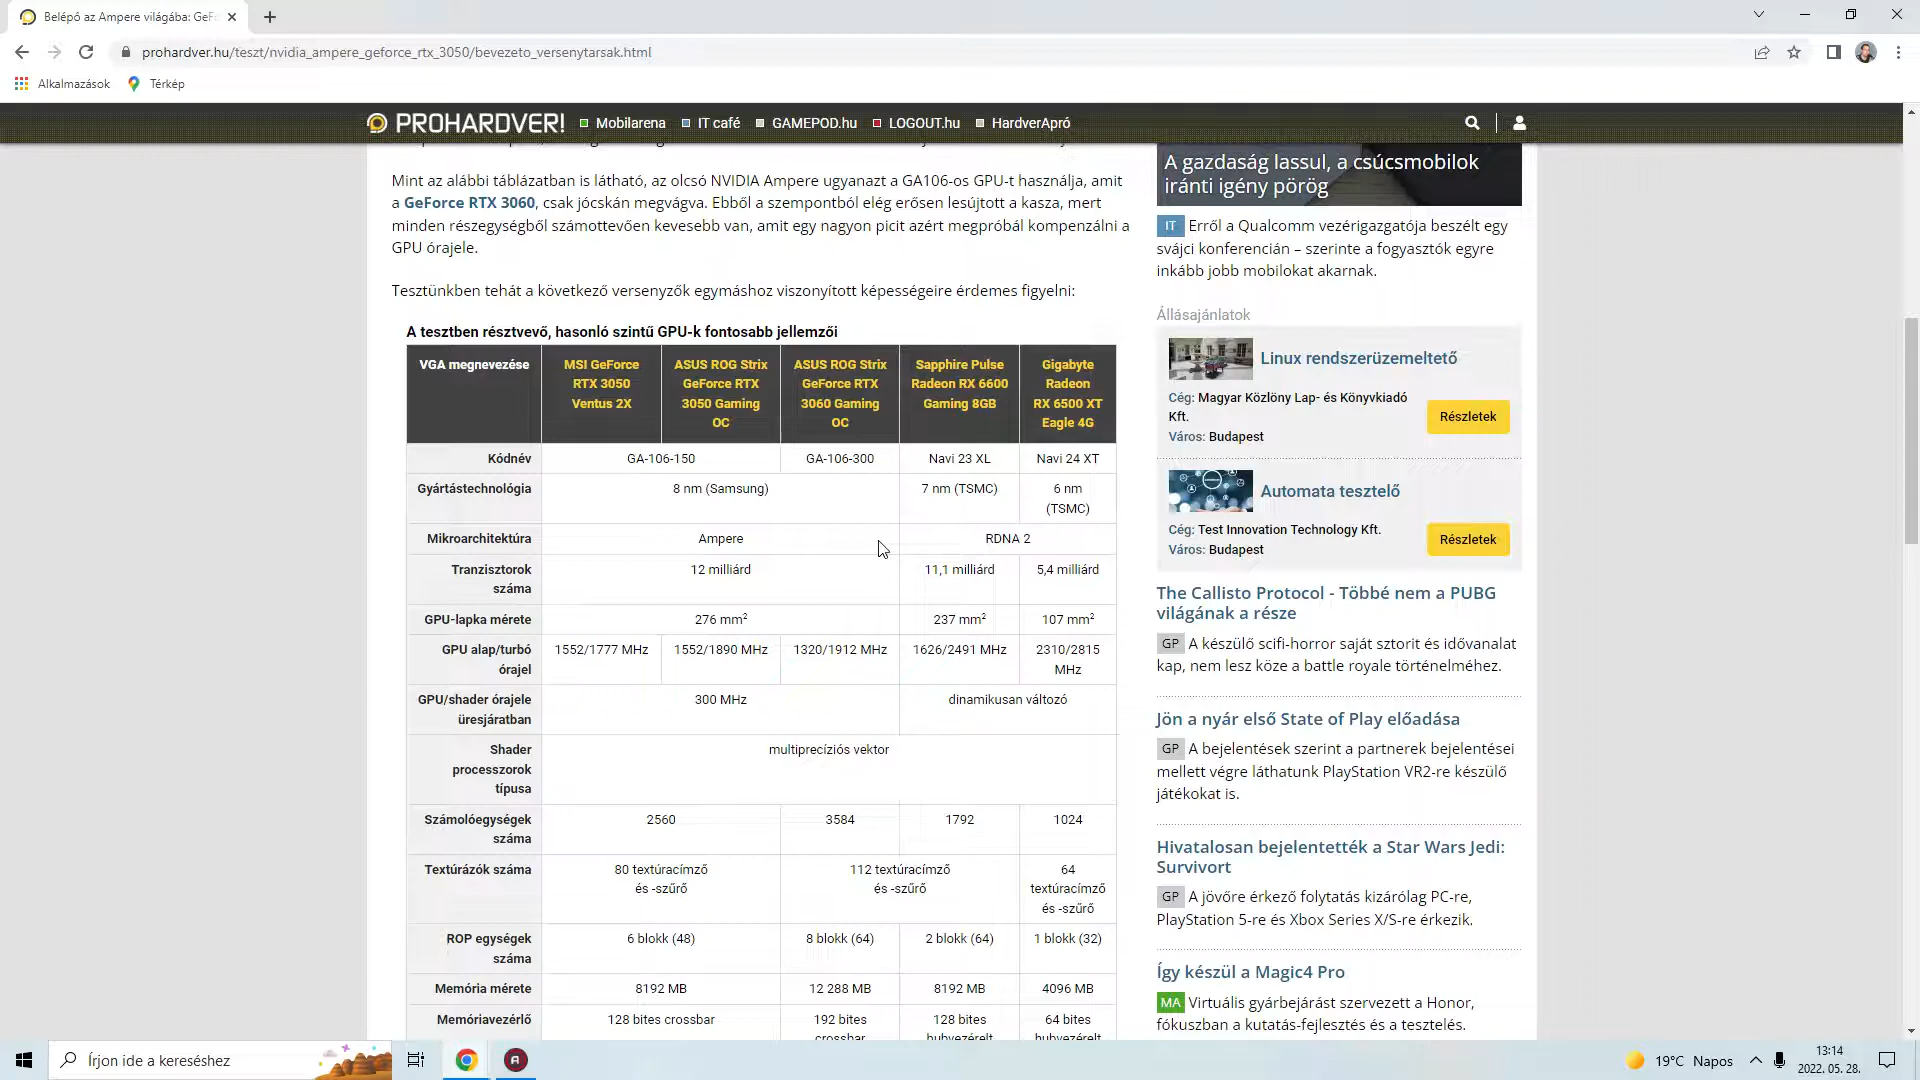 Belépő az Ampere világába: GeF
prohardver.hu/teszt/nvidia_ampere_geforce_rtx_3050/bevezeto_versenytarsak.html
Alkalmazások
Térkép
PROHARDVER!
Mobilarena
IT café
GAMEPOD.hu
LOGOUT.hu
HardverApró
Mint az alábbi táblázatban is látható, az olcsó NVIDIA Ampere ugyanazt a GA106-os GPU-t használja, amit
a GeForce RTX 3060, csak jócskán megvágva. Ebből a szempontból elég erősen lesújtott a kasza, mert
minden részegységből számottevően kevesebb van, amit egy nagyon picit azért megpróbál kompenzálni a
GPU órajele.
Tesztünkben tehát a következő versenyzők egymáshoz viszonyított képességeire érdemes figyelni:
A tesztben résztvevő, hasonló szintű GPU-k fontosabb jellemzői
VGA megnevezése
MSI GeForce
RTX 3050
Ventus 2X
ASUS ROG Strix
GeForce RTX
3050 Gaming
OC
ASUS ROG Strix
GeForce RTX
3060 Gaming
OC
Sapphire Pulse
Radeon RX 6600
Gaming 8GB
Gigabyte
Radeon
RX 6500 XT
Eagle 4G
Kódnév
GA-106-150
GA-106-300
Navi 23 XL
Navi 24 XT
Gyártástechnológia
8 nm (Samsung)
7 nm (TSMC)
6 nm
(TSMC)
Mikroarchitektúra
Ampere
RDNA 2
Tranzisztorok
száma
12 milliárd
11,1 milliárd
5,4 milliárd
GPU-lapka mérete
276 mm²
237 mm²
107 mm²
GPU alap/turbó
órajel
1552/1777 MHz
1552/1890 MHz
1320/1912 MHz
1626/2491 MHz
2310/2815
MHz
GPU/shader órajele
üresjáratban
300 MHz
dinamikusan változó
Shader
processzorok
típusa
multiprecíziós vektor
Számolóegységek
száma
2560
3584
1792
1024
Textúrázók száma
80 textúracímző
és -szűrő
112 textúracímző
és -szűrő
64
textúracímző
és -szűrő
ROP egységek
száma
6 blokk (48)
8 blokk (64)
2 blokk (64)
1 blokk (32)
Memória mérete
8192 MB
12 288 MB
8192 MB
4096 MB
Memóriavezérlő
128 bites crossbar
192 bites
crossbar
128 bites
hubvezérelt
64 bites
hubvezérelt
A gazdaság lassul, a csúcsmobilok
iránti igény pörög
IT Erről a Qualcomm vezérigazgatója beszélt egy
svájci konferencián – szerinte a fogyasztók egyre
inkább jobb mobilokat akarnak.
Állásajánlatok
Linux rendszerüzemeltető
Cég: Magyar Közlöny Lap- és Könyvkiadó
Kft.
Város: Budapest
Részletek
Automata tesztelő
Cég: Test Innovation Technology Kft.
Város: Budapest
Részletek
The Callisto Protocol - Többé nem a PUBG
világának a része
GP A készülő scifi-horror saját sztorit és idővanalat
kap, nem lesz köze a battle royale történelméhez.
Jön a nyár első State of Play előadása
GP A bejelentések szerint a partnerek bejelentései
mellett végre láthatunk PlayStation VR2-re készülő
játékokat is.
Hivatalosan bejelentették a Star Wars Jedi:
Survivort
GP A jövőre érkező folytatás kizárólag PC-re,
PlayStation 5-re és Xbox Series X/S-re érkezik.
Így készül a Magic4 Pro
MA Virtuális gyárbejárást szervezett a Honor,
fókuszban a kutatás-fejlesztés és a tesztelés.
Írjon ide a kereséshez
19°C Napos
13:14
2022. 05. 28.